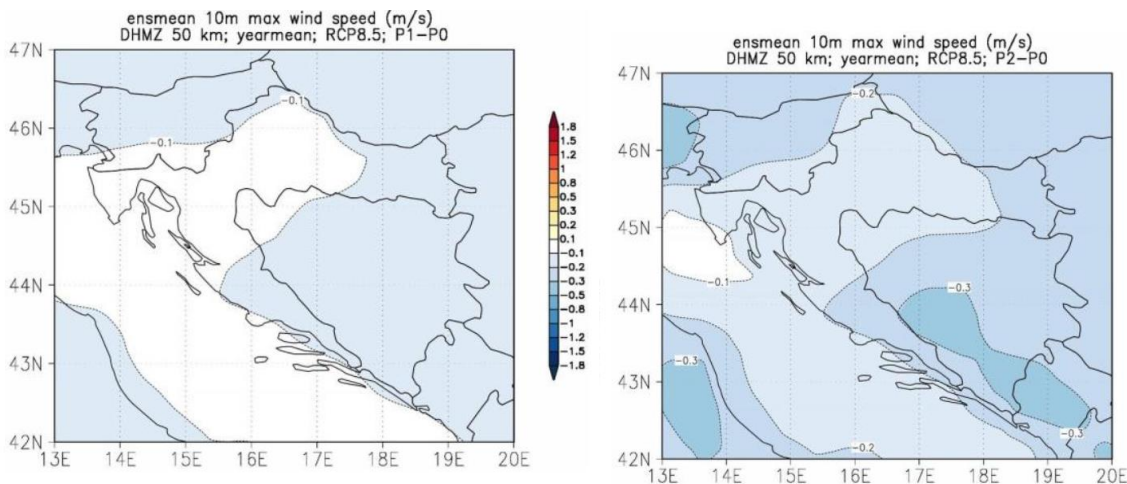 ensmean 10m max wind speed (m/s)
DHMZ 50 km; yearmean; RCP8.5; P1-P0
47N
46N
45N
44N
43N
42N
13E 14E 15E 16E 17E 18E 19E 20E
-0.1
-0.1
1.8
1.5
1.2
1
0.8
0.5
0.3
0.2
0.1
-0.1
-0.2
-0.3
-0.5
-0.8
-1
-1.2
-1.5
-1.8
ensmean 10m max wind speed (m/s)
DHMZ 50 km; yearmean; RCP8.5; P2-P0
47N
46N
45N
44N
43N
42N
13E 14E 15E 16E 17E 18E 19E 20E
-0.2
-0.3
-0.1
-0.3
-0.3
-0.3
-0.2